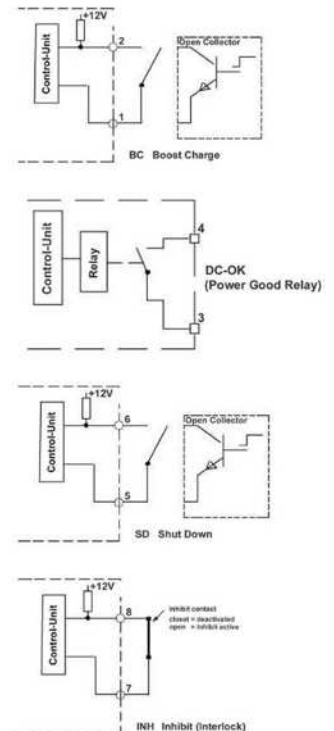 +12V
Control-Unit
2
1
Open Collector
BC Boost Charge
Control-Unit
Relay
4
3
DC-OK
(Power Good Relay)
+12V
Control-Unit
6
5
Open Collector
SD Shut Down
+12V
Control-Unit
8
7
Inhibit contact
closet = deactivated
open = Inhibit active
INH Inhibit (Interlock)